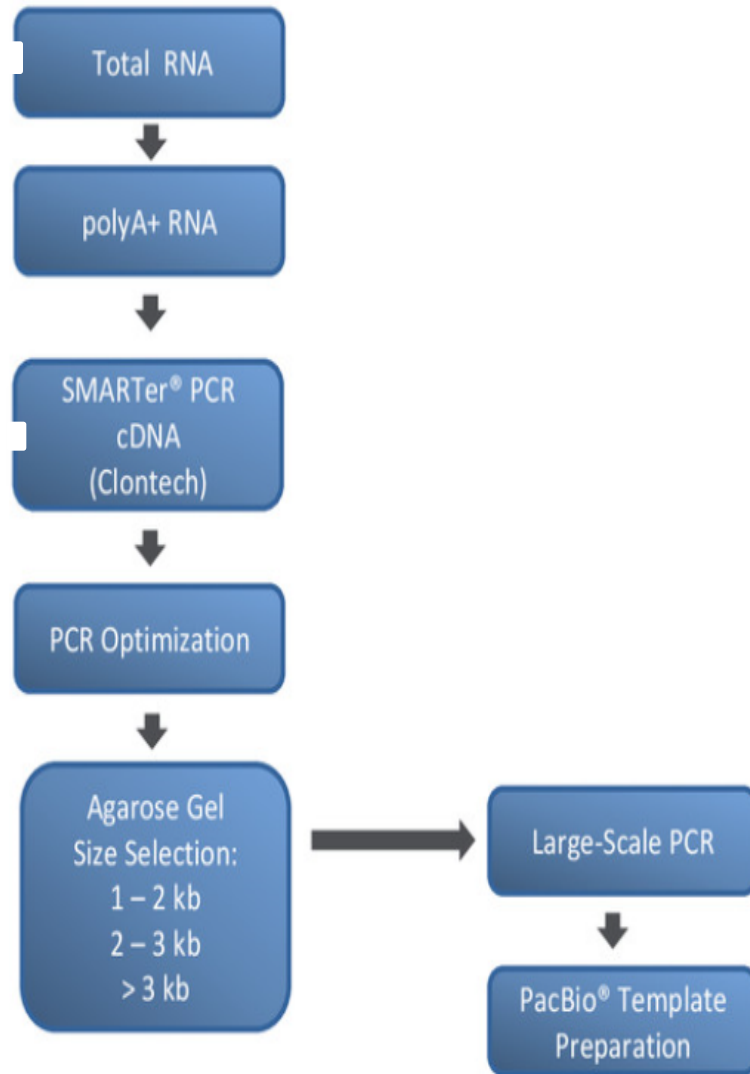 Total RNA
polyA+ RNA
SMARTer® PCR
cDNA
(Clontech)
PCR Optimization
Agarose Gel
Size Selection:
1 – 2 kb
2 – 3 kb
> 3 kb
Large-Scale PCR
PacBio® Template
Preparation